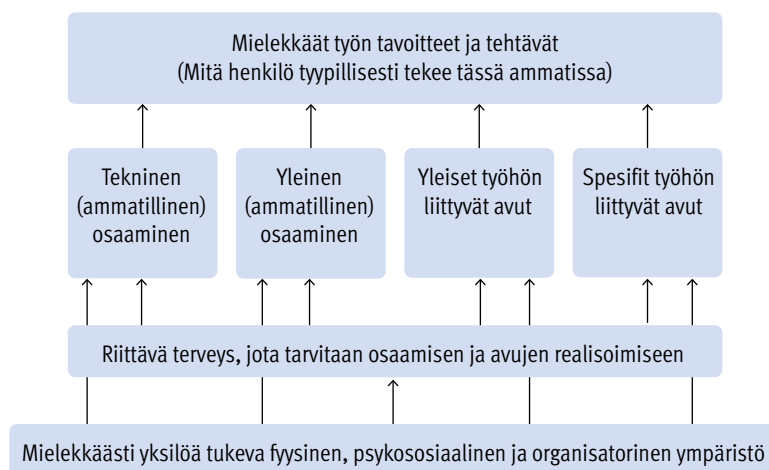 Mielekkäät työn tavoitteet ja tehtävät
(Mitä henkilö tyypillisesti tekee tässä ammatissa)
Tekninen
(ammatillinen)
osaaminen
Yleinen
(ammatillinen)
osaaminen
Yleiset työhön
liittyvät avut
Spesifit työhön
liittyvät avut
Riittävä terveys, jota tarvitaan osaamisen ja avujen realisoimiseen
Mielekkäästi yksilöä tukeva fyysinen, psykososiaalinen ja organisatorinen ympäristö